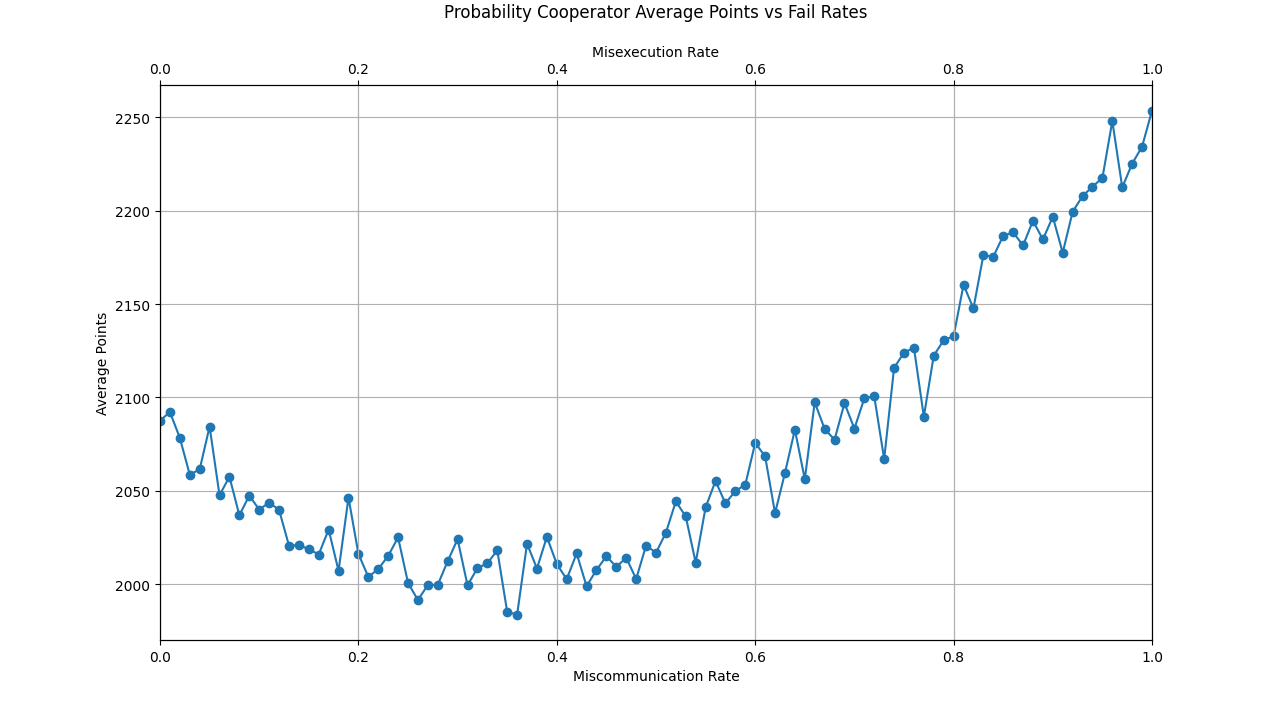 Probability Cooperator Average Points vs Fail Rates
Misexecution Rate
0.0 0.2 0.4 0.6 0.8 1.0
2250
2200
2150
2100
2050
2000
Average Points
0.0 0.2 0.4 0.6 0.8 1.0
Miscommunication Rate